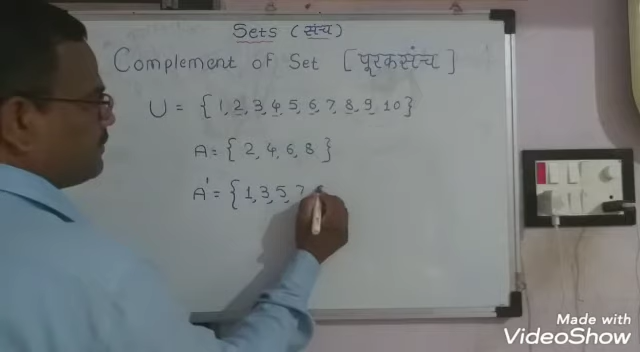 Sets (संच)
Complement of Set [पूरकसंच]
U = {1, 2, 3, 4, 5, 6, 7, 8, 9, 10}
A = {2, 4, 6, 8}
A' = {1, 3, 5, 7
Made with
VideoShow